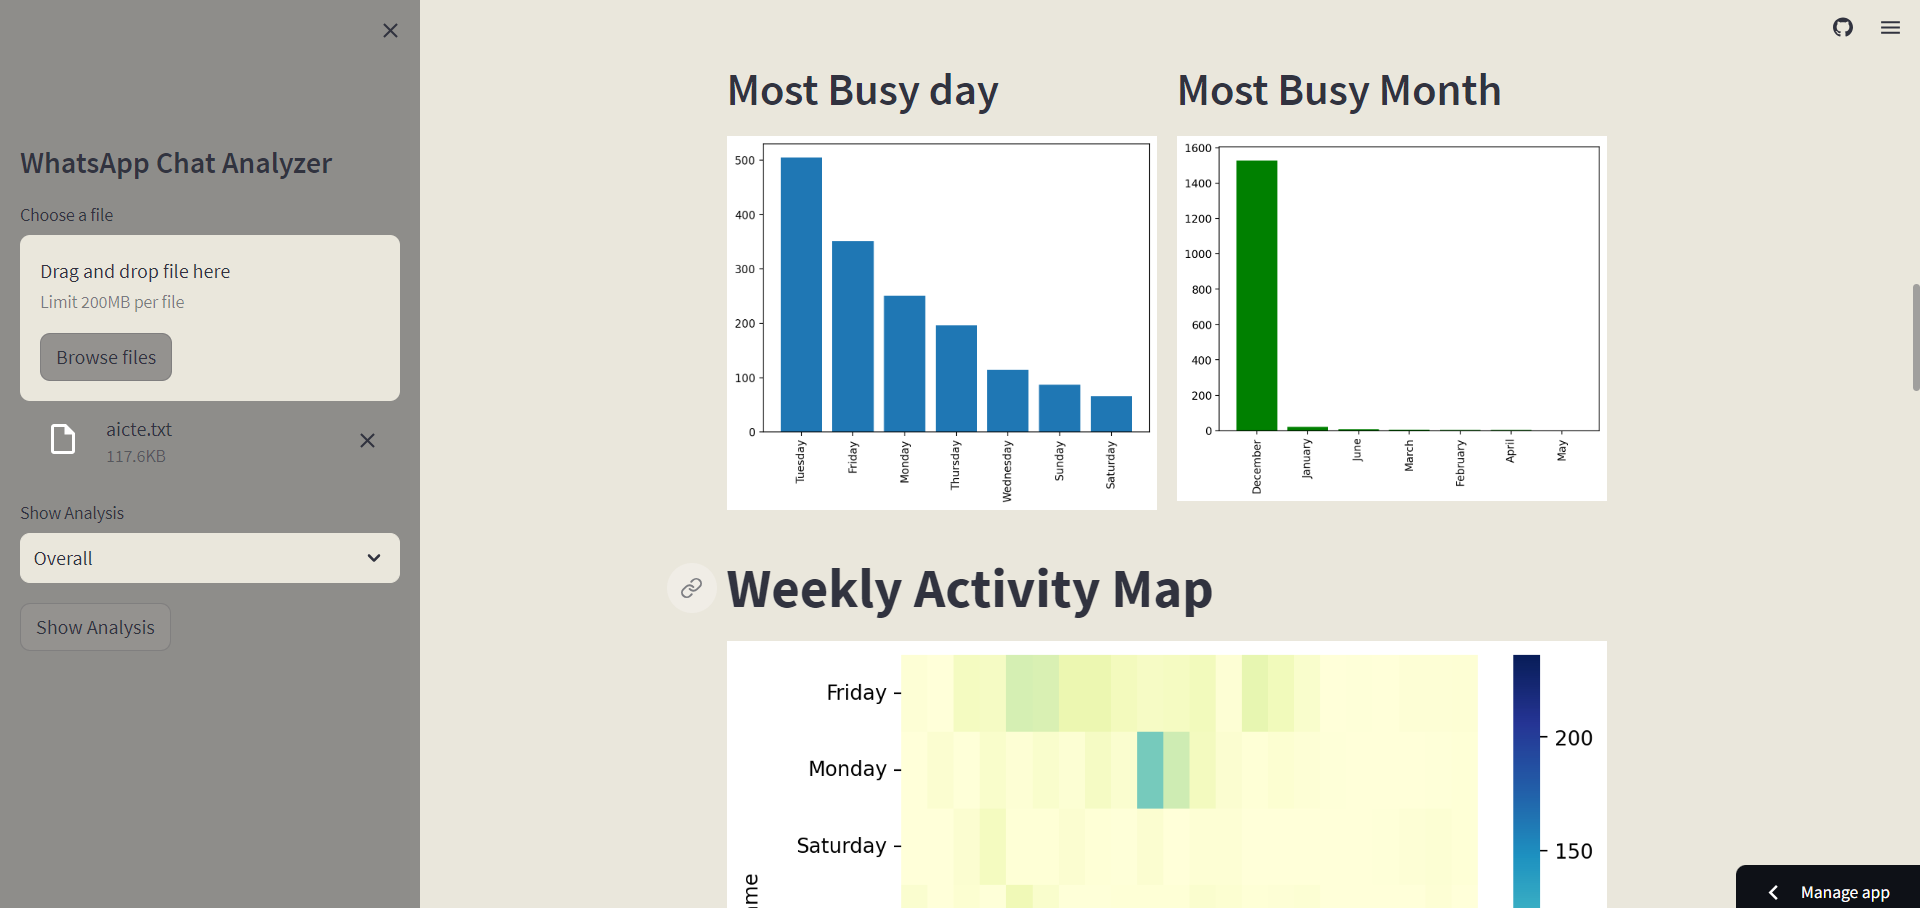 WhatsApp Chat Analyzer
Choose a file
Drag and drop file here
Limit 200MB per file
Browse files
aicte.txt
117.6KB
Show Analysis
Overall
Show Analysis
Most Busy day
500
400
300
200
100
0
Tuesday
Friday
Monday
Thursday
Wednesday
Sunday
Saturday
Most Busy Month
1600
1400
1200
1000
800
600
400
200
0
December
January
June
March
February
April
May
Weekly Activity Map
Friday
Monday
Saturday
200
150
Manage app